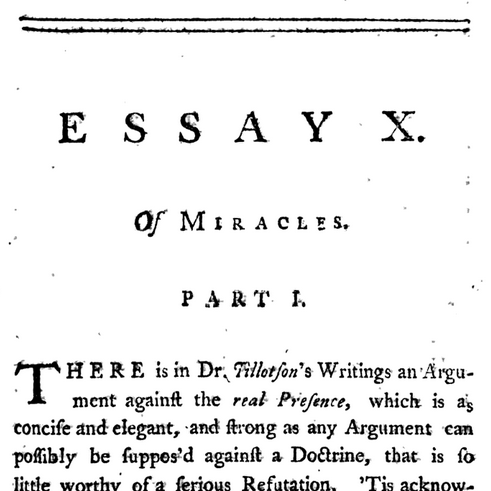 ESSAY X.
Of MIRACLES.
PART I.
THERE is in Dr. Tillotſon's Writings an Argu-
ment againſt the real Preſence, which is as
conciſe and elegant, and ſtrong as any Argument can
poſſibly be ſuppos'd againſt a Doctrine, that is ſo
little worthy of a ſerious Refutation. 'Tis acknow-